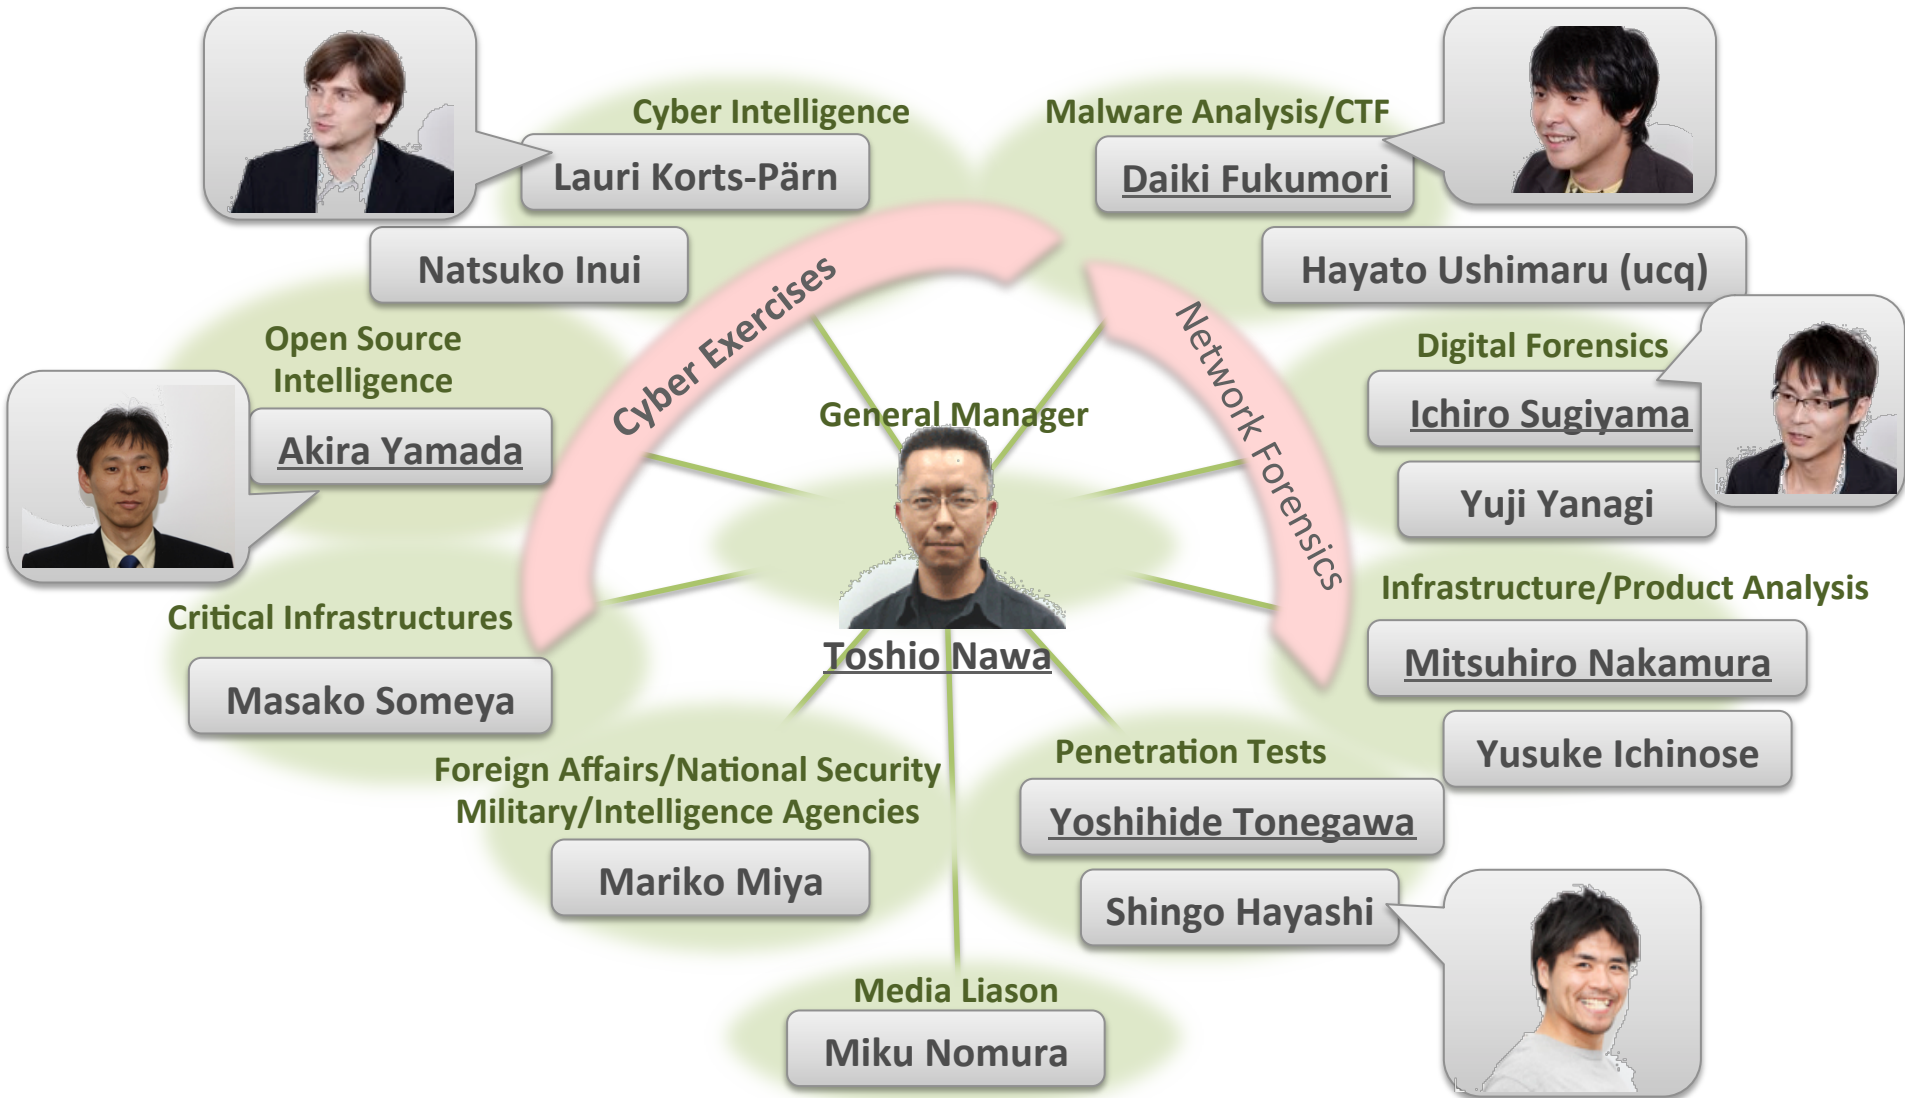 Cyber Intelligence
Lauri Korts-Pärn
Natsuko Inui
Malware Analysis/CTF
Daiki Fukumori
Hayato Ushimaru (ucq)
Open Source
Intelligence
Akira Yamada
Cyber Exercises
General Manager
Toshio Nawa
Network Forensics
Digital Forensics
Ichiro Sugiyama
Yuji Yanagi
Critical Infrastructures
Masako Someya
Infrastructure/Product Analysis
Mitsuhiro Nakamura
Yusuke Ichinose
Foreign Affairs/National Security
Military/Intelligence Agencies
Mariko Miya
Penetration Tests
Yoshihide Tonegawa
Shingo Hayashi
Media Liason
Miku Nomura